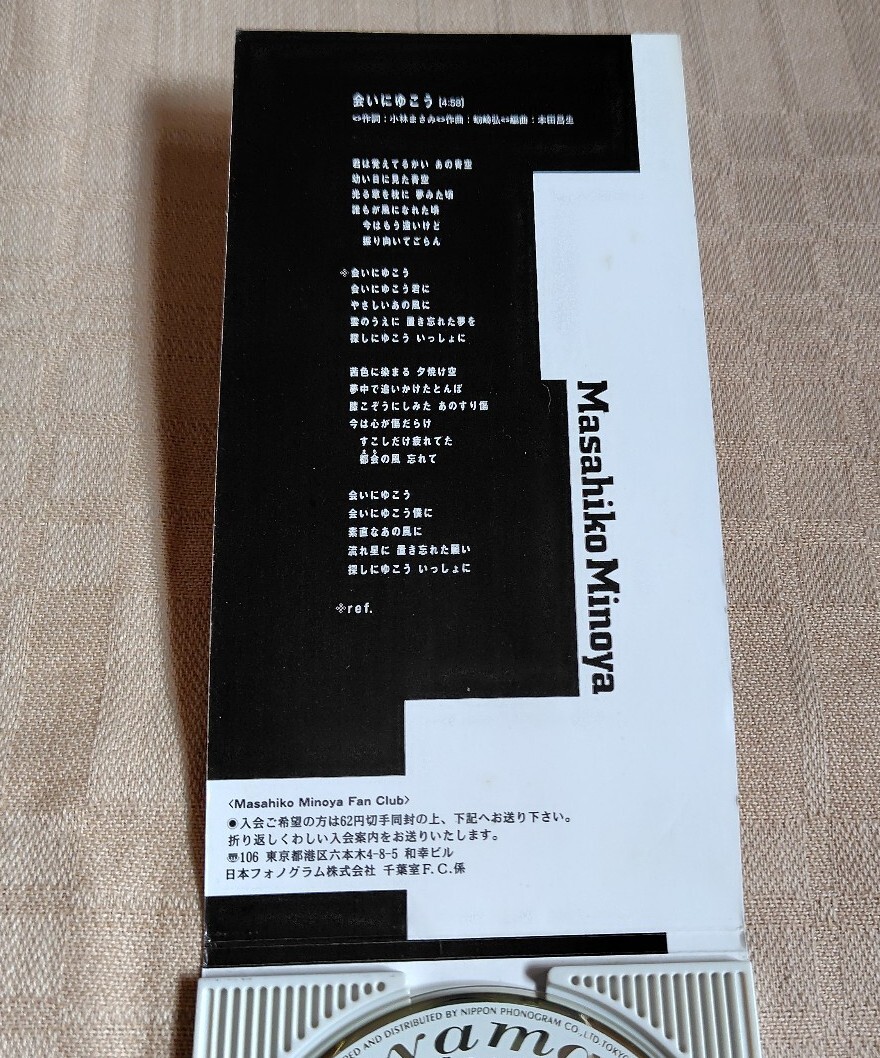 会いにゆこう [4:58]
作詞：小林まさみ 作曲：蚂崎弘 編曲：本田昌生
君は覚えてるかい あの青空
幼い日に見た青空
光る草を枕に 夢みた頃
誰もが風になれた頃
今はもう遠いけど
振り向いてごらん
※会いにゆこう
会いにゆこう君に
やさしいあの風に
雲のうえに 置き忘れた夢を
探しにゆこう いっしょに
茜色に染まる 夕焼け空
夢中で追いかけたとんぼ
膝こぞうにしみた あのすり傷
今は心が傷だらけ
すこしだけ疲れてた
都会の風 忘れて
会いにゆこう
会いにゆこう僕に
素直なあの風に
流れ星に 置き忘れた願い
探しにゆこう いっしょに
※ref.
Masahiko Minoya
〈Masahiko Minoya Fan Club〉
◉入会ご希望の方は62円切手同封の上、下記へお送り下さい。
折り返しくわしい入会案内をお送りいたします。
〠106 東京都港区六本木4-8-5 和幸ビル
日本フォノグラム株式会社 千葉室F.C.係
AND DISTRIBUTED BY NIPPON PHONOGRAM CO., LTD. TOKYO
yama